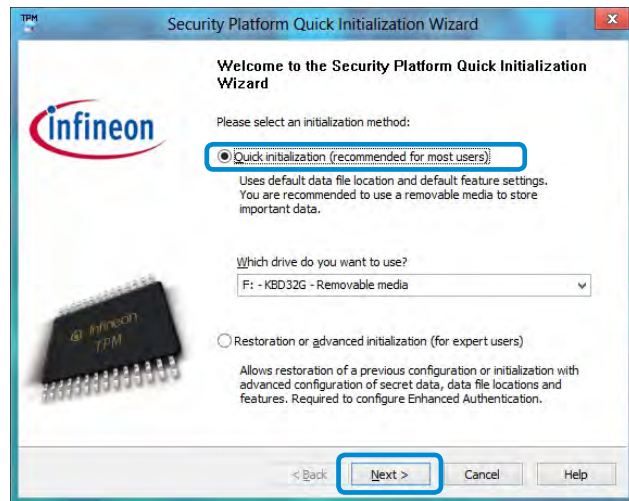 TPM
Security Platform Quick Initialization Wizard
x
Welcome to the Security Platform Quick Initialization
Wizard
infineon
Please select an initialization method:
Quick initialization (recommended for most users)
Uses default data file location and default feature settings.
You are recommended to use a removable media to store
important data.
Which drive do you want to use?
F: - KBD32G - Removable media
infineon
TPM
Restoration or advanced initialization (for expert users)
Allows restoration of a previous configuration or initialization with
advanced configuration of secret data, data file locations and
features. Required to configure Enhanced Authentication.
< Back
Next >
Cancel
Help